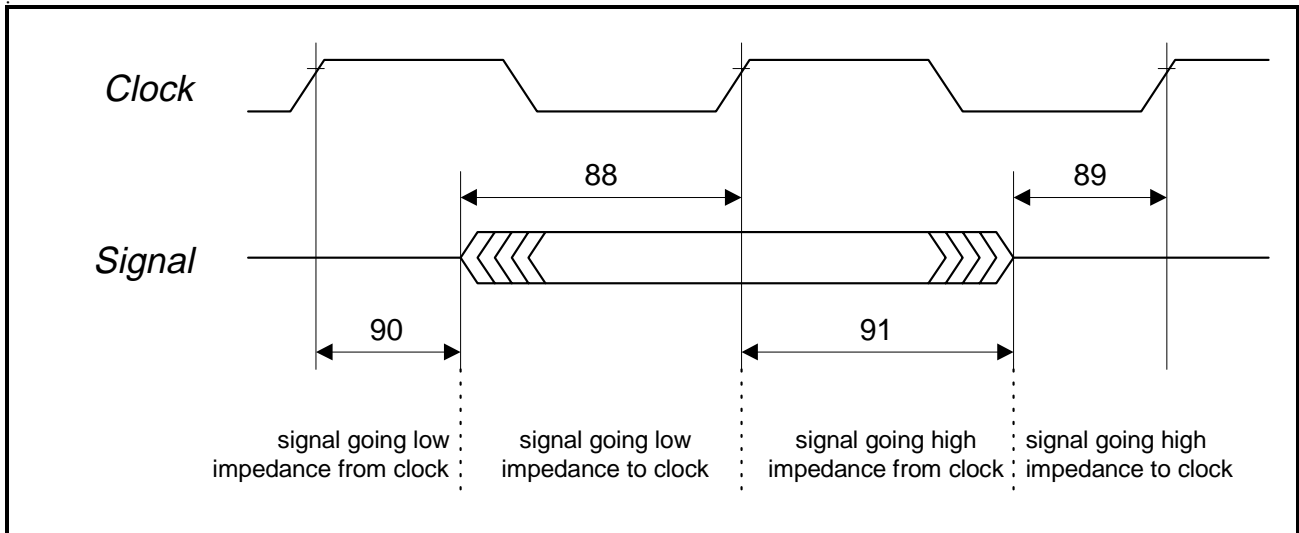 Clock
88
89
Signal
90
91
signal going low
impedance from clock
signal going low
impedance to clock
signal going high
impedance from clock
signal going high
impedance to clock